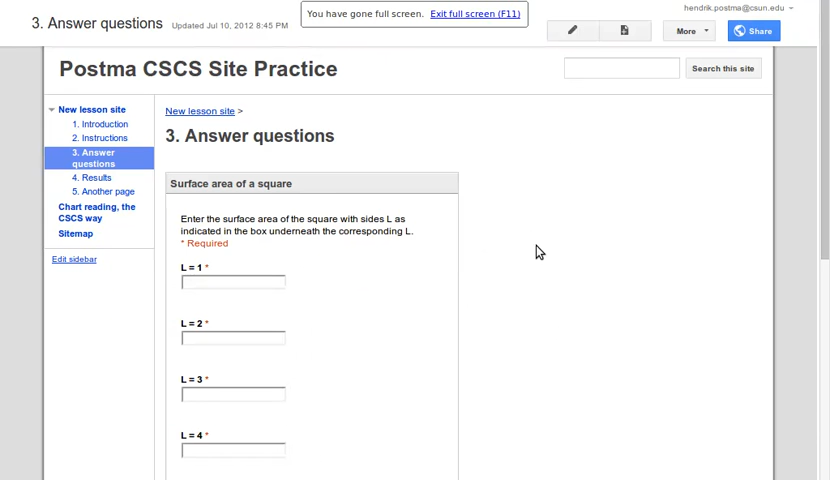 You have gone full screen. Exit full screen (F11)
hendrik.postma@csun.edu
3. Answer questions Updated Jul 10, 2012 8:45 PM
More
Share
Postma CSCS Site Practice
Search this site
New lesson site
1. Introduction
2. Instructions
3. Answer
questions
4. Results
5. Another page
Chart reading, the
CSCS way
Sitemap
Edit sidebar
New lesson site >
3. Answer questions
Surface area of a square
Enter the surface area of the square with sides L as
indicated in the box underneath the corresponding L.
* Required
L = 1 *
L = 2 *
L = 3 *
L = 4 *